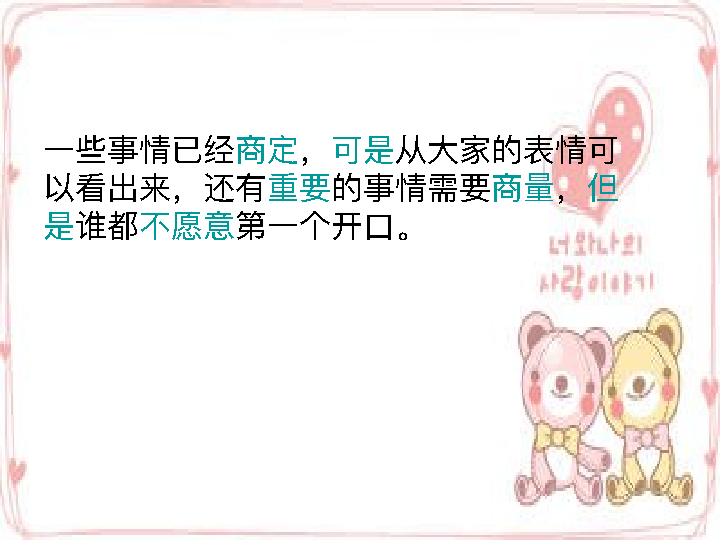 一些事情已经商定，可是从大家的表情可
以看出来，还有重要的事情需要商量，但
是谁都不愿意第一个开口。
너와나의
사랑이야기